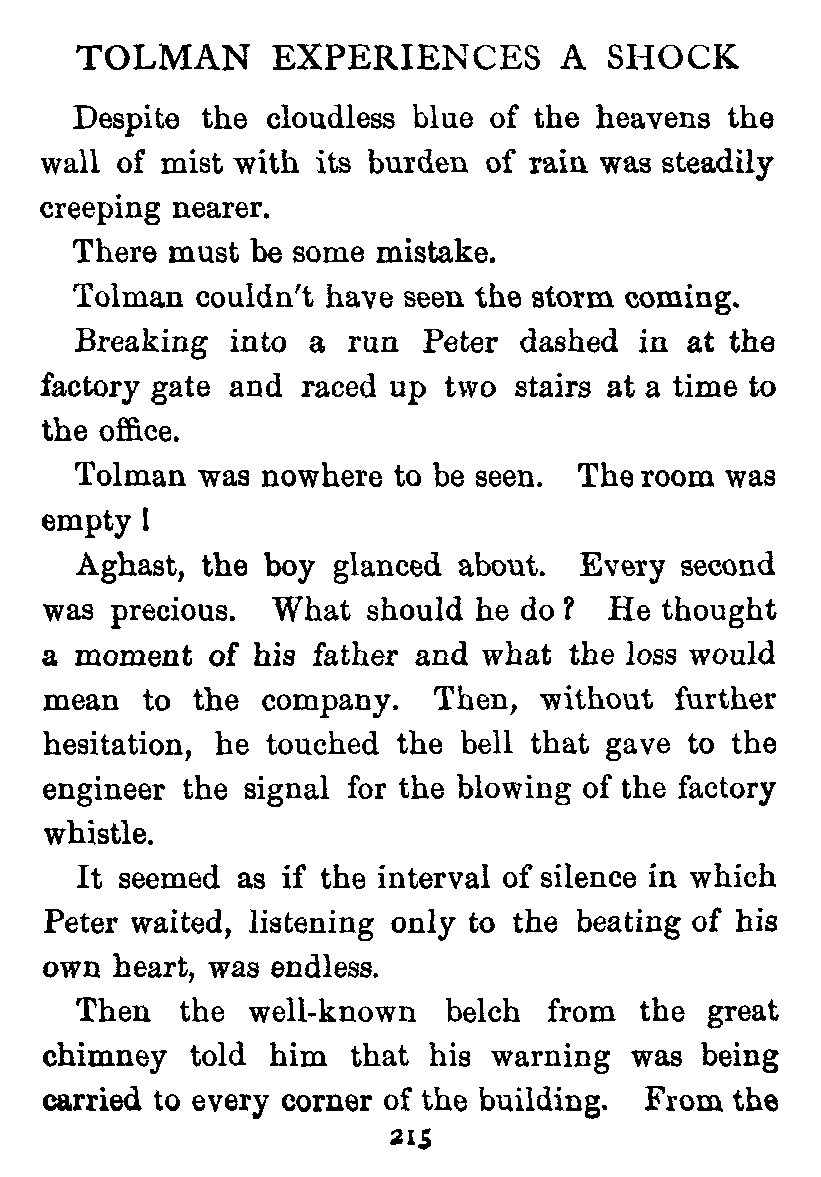 TOLMAN EXPERIENCES A SHOCK
Despite the cloudless blue of the heavens the
wall of mist with its burden of rain was steadily
creeping nearer.
There must be some mistake.
Tolman couldn't have seen the storm coming.
Breaking into a run Peter dashed in at the
factory gate and raced up two stairs at a time to
the office.
Tolman was nowhere to be seen. The room was
empty!
Aghast, the boy glanced about. Every second
was precious. What should he do? He thought
a moment of his father and what the loss would
mean to the company. Then, without further
hesitation, he touched the bell that gave to the
engineer the signal for the blowing of the factory
whistle.
It seemed as if the interval of silence in which
Peter waited, listening only to the beating of his
own heart, was endless.
Then the well-known belch from the great
chimney told him that his warning was being
carried to every corner of the building. From the
215